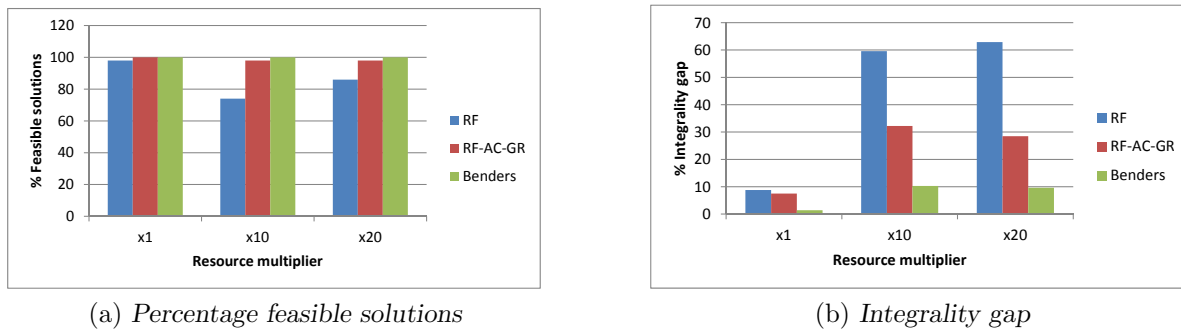 120
100
80
60
40
20
0
% Feasible solutions
x1
x10
x20
Resource multiplier
RF
RF-AC-GR
Benders
(a) Percentage feasible solutions
70
60
50
40
30
20
10
0
% Integrality gap
x1
x10
x20
Resource multiplier
RF
RF-AC-GR
Benders
(b) Integrality gap